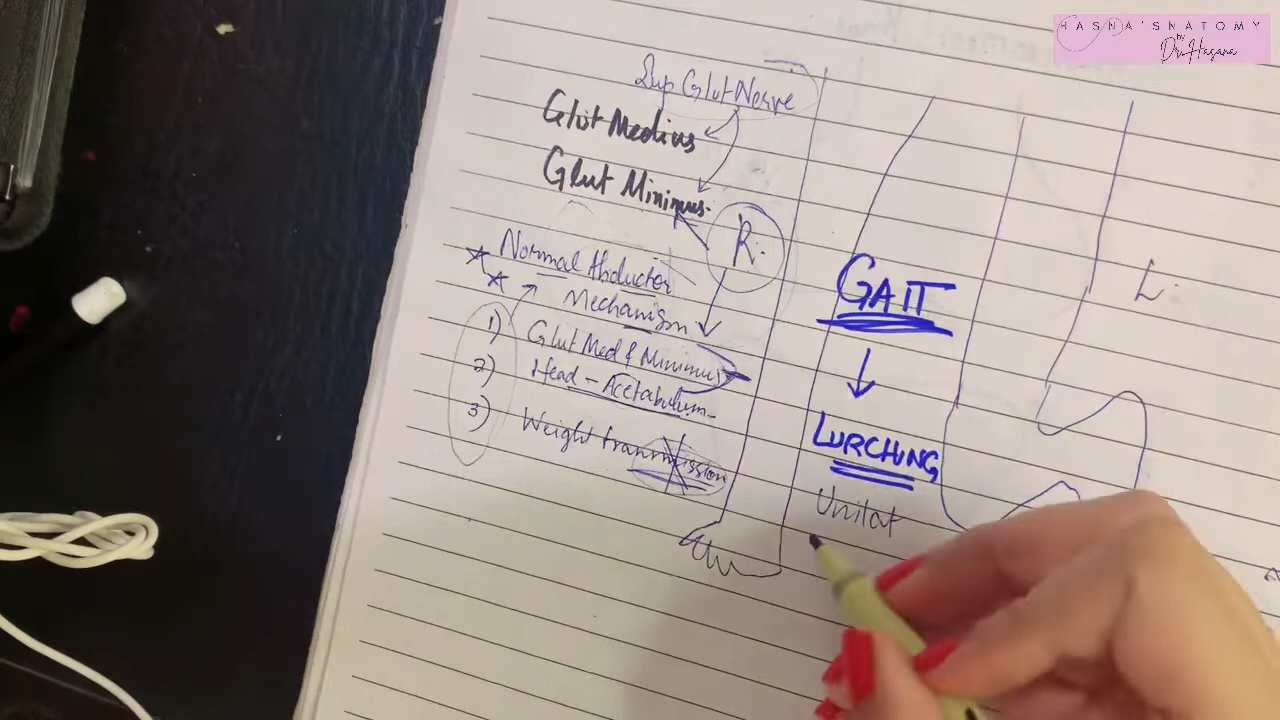 HASNA'SNATOMY
by
Dr. Hasana
Sup Glut Nerve
Glut Medius
Glut Minimus
R.
Normal Abductor
Mechanism
1) Glut Med & Minimus
2) Head - Acetabulum
3) Weight transmission
GAIT
LURCHING
Unilat
L.